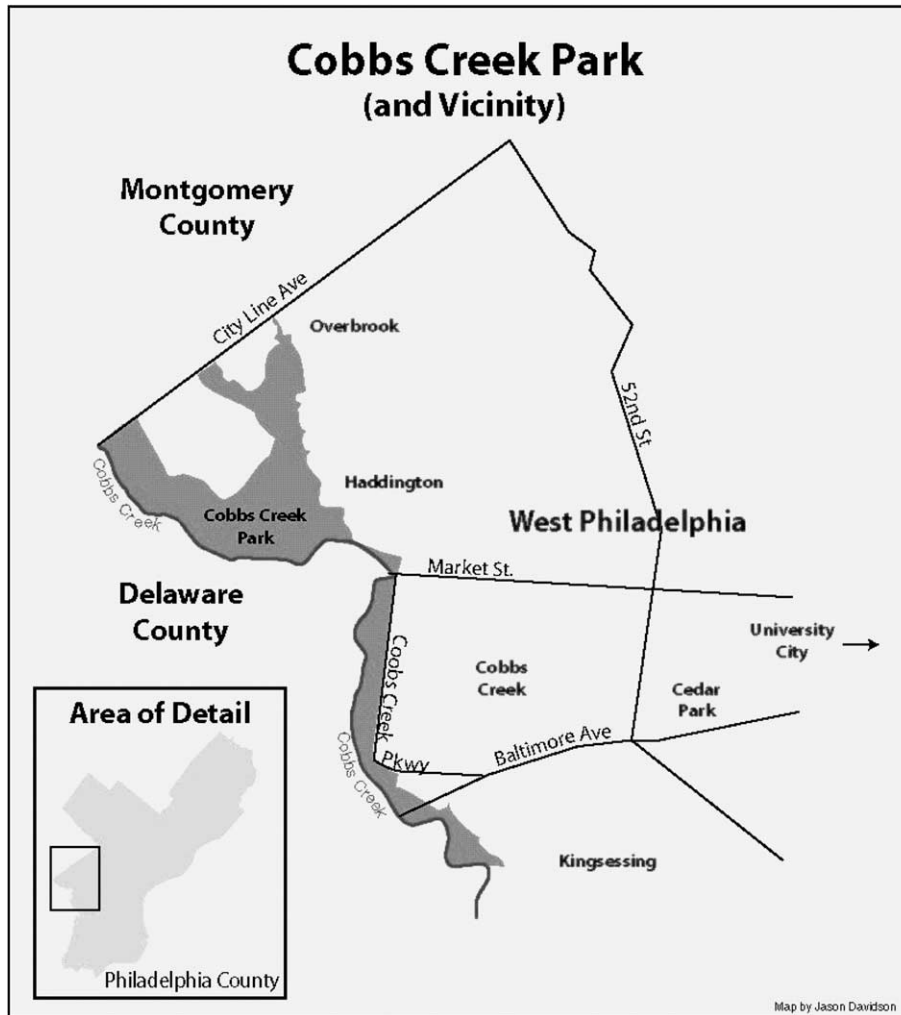 Cobbs Creek Park
(and Vicinity)
Montgomery
County
City Line Ave
Overbrook
52nd St
Cobbs Creek
Haddington
Cobbs Creek
Park
West Philadelphia
Market St.
Delaware
County
University
City
Coobs Creek
Pkwy
Cobbs
Creek
Cedar
Park
Baltimore Ave
Cobbs Creek
Kingsessing
Area of Detail
Philadelphia County
Map by Jason Davidson